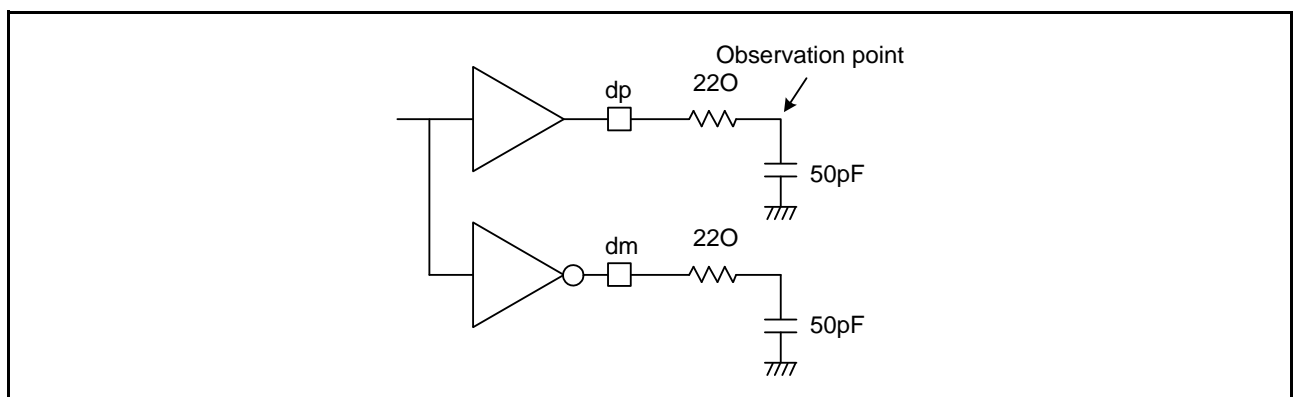 Observation point
dp
22O
50pF
dm
22O
50pF